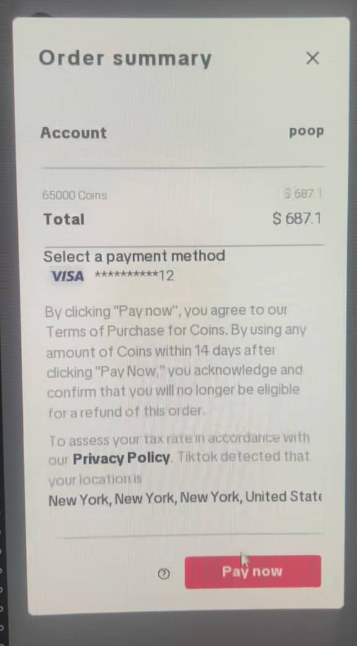 Order summary
Account poop
65000 Coins $ 687.1
Total $ 687.1
Select a payment method
VISA **********12
By clicking "Pay now", you agree to our
Terms of Purchase for Coins. By using any
amount of Coins within 14 days after
clicking "Pay Now," you acknowledge and
confirm that you will no longer be eligible
for a refund of this order.
To assess your tax rate in accordance with
our Privacy Policy. Tiktok detected that
your location is
New York, New York, New York, United State
Pay now